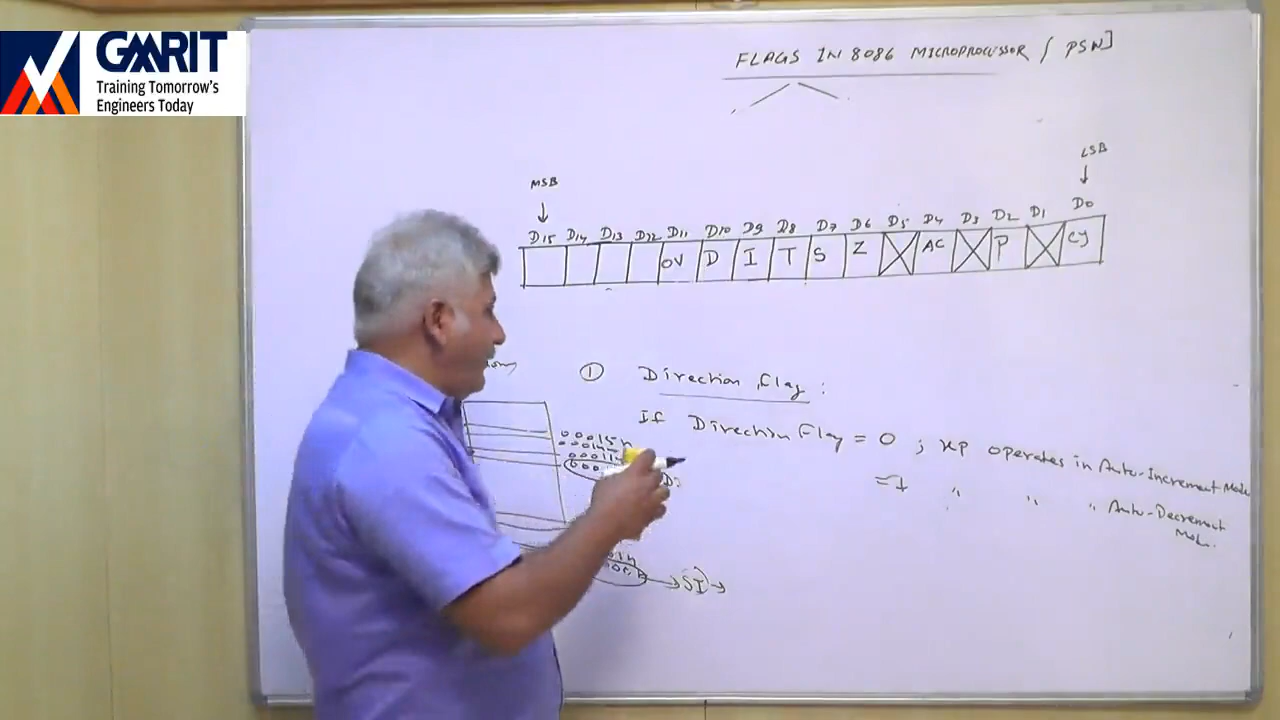 GMRIT
Training Tomorrow's
Engineers Today
FLAGS IN 8086 MICROPROCESSOR / PSW]
MSB
LSB
D15 D14 D13 D12 D11 D10 D9 D8 D7 D6 D5 D4 D3 D2 D1 D0
OV D I T S Z AC P CY
① Direction Flag :
If Direction Flag = 0 ; μP operates in Auto-Increment Mode
=1 " " " Auto-Decrement
Mode.
00015H
SI